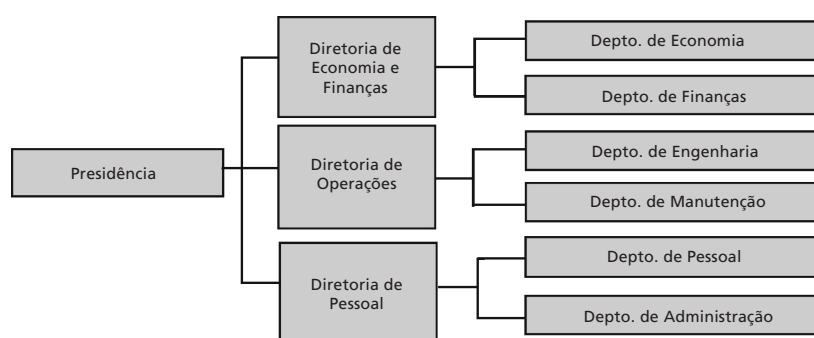 Presidência
Diretoria de
Economia e
Finanças
Depto. de Economia
Depto. de Finanças
Diretoria de
Operações
Depto. de Engenharia
Depto. de Manutenção
Diretoria de
Pessoal
Depto. de Pessoal
Depto. de Administração